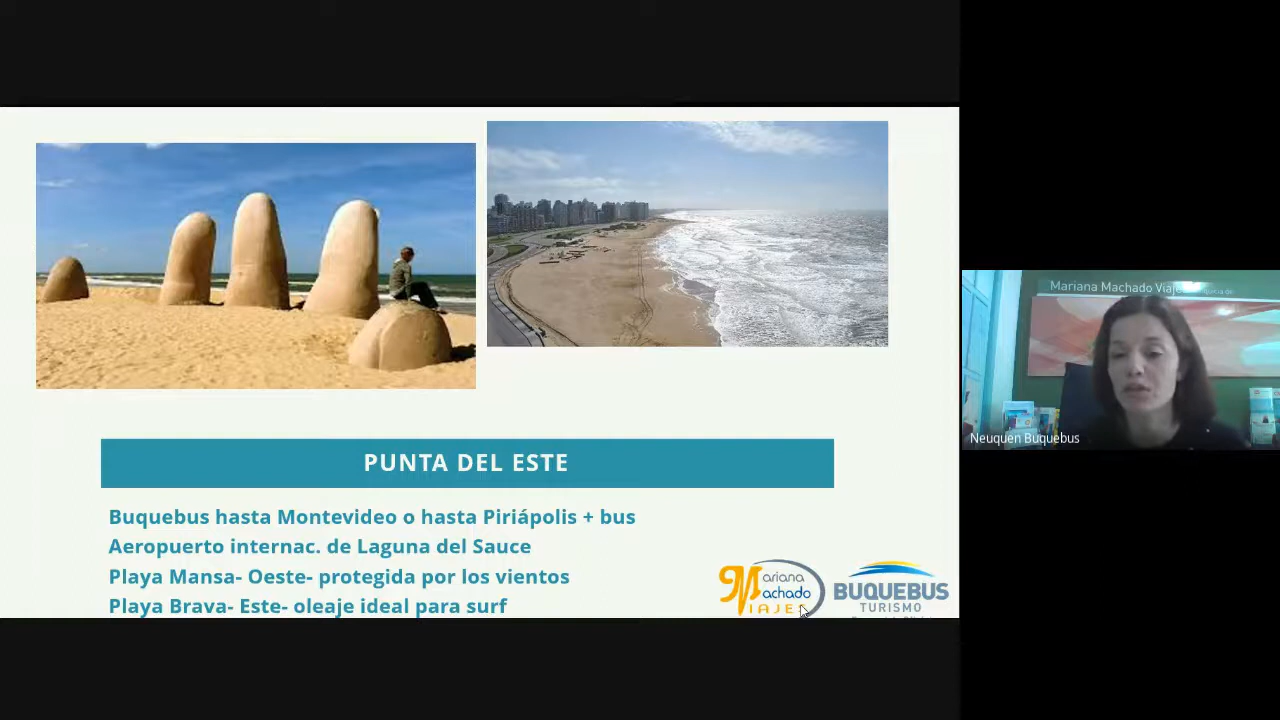 PUNTA DEL ESTE
Buquebus hasta Montevideo o hasta Piriápolis + bus
Aeropuerto internac. de Laguna del Sauce
Playa Mansa- Oeste- protegida por los vientos
Playa Brava- Este- oleaje ideal para surf
Mariana
Machado
VIAJES
BUQUEBUS
TURISMO
Mariana Machado Viajes
Neuquen Buquebus